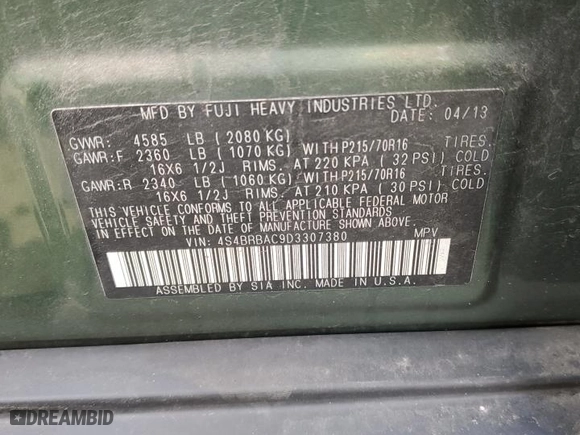 MFD BY FUJI HEAVY INDUSTRIES LTD.
DATE: 04/13
GVWR: 4585 LB (2080 KG)
GAWR:F 2360 LB (1070 KG) WITH P215/70R16 TIRES.
16X6 1/2J RIMS. AT 220 KPA (32 PSI) COLD
GAWR:R 2340 LB (1060 KG) WITH P215/70R16 TIRES.
16X6 1/2J RIMS. AT 210 KPA (30 PSI) COLD
THIS VEHICLE CONFORMS TO ALL APPLICABLE FEDERAL MOTOR
VEHICLE SAFETY AND THEFT PREVENTION STANDARDS
IN EFFECT ON THE DATE OF MANUFACTURE SHOWN ABOVE.
VIN: 4S4BRBAC9D3307380 MPV
ASSEMBLED BY SIA INC. MADE IN U.S.A.
DREAMBID